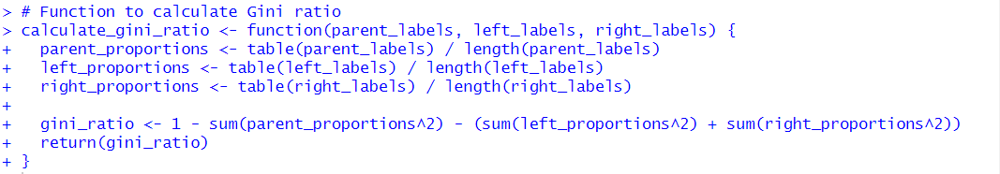 > # Function to calculate Gini ratio
> calculate_gini_ratio <- function(parent_labels, left_labels, right_labels) {
+   parent_proportions <- table(parent_labels) / length(parent_labels)
+   left_proportions <- table(left_labels) / length(left_labels)
+   right_proportions <- table(right_labels) / length(right_labels)
+
+   gini_ratio <- 1 - sum(parent_proportions^2) - (sum(left_proportions^2) + sum(right_proportions^2))
+   return(gini_ratio)
+ }